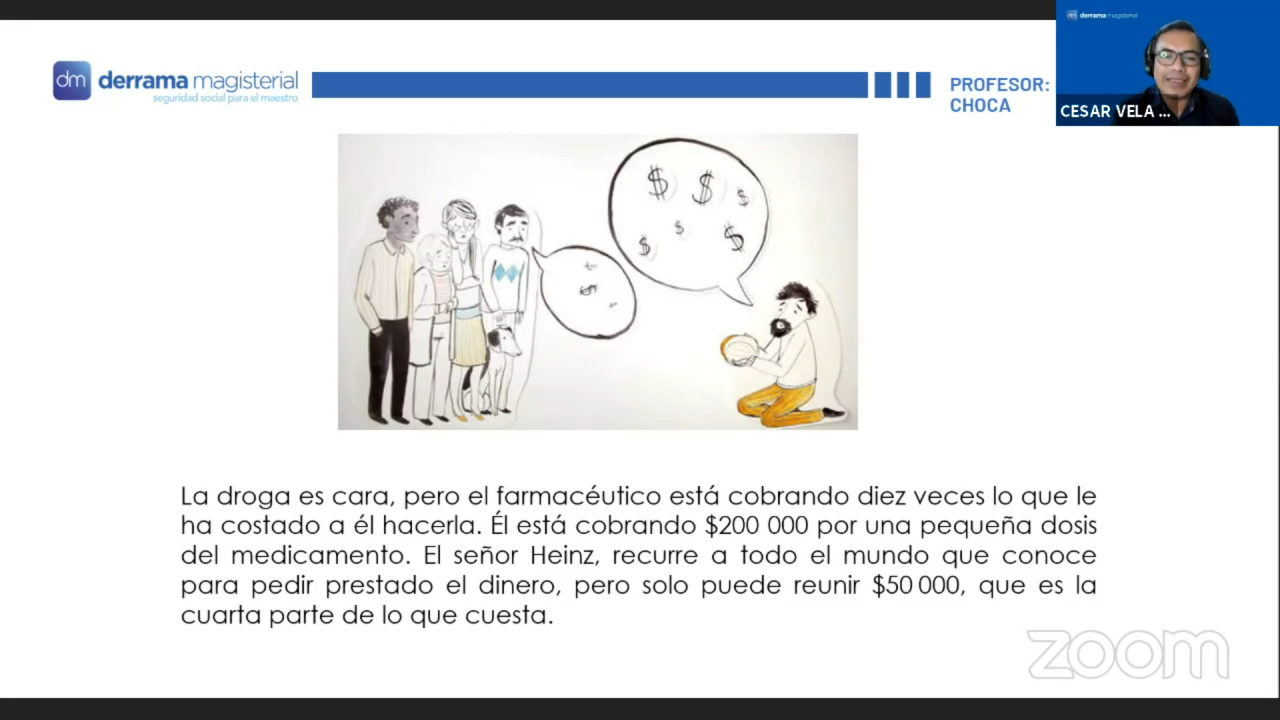 dm derrama magisterial
seguridad social para el maestro
PROFESOR:
CHOCA
dm derrama magisterial
CESAR VELA ...
$ $ $
$ $ $
$
La droga es cara, pero el farmacéutico está cobrando diez veces lo que le
ha costado a él hacerla. Él está cobrando $200 000 por una pequeña dosis
del medicamento. El señor Heinz, recurre a todo el mundo que conoce
para pedir prestado el dinero, pero solo puede reunir $50 000, que es la
cuarta parte de lo que cuesta.
zoom